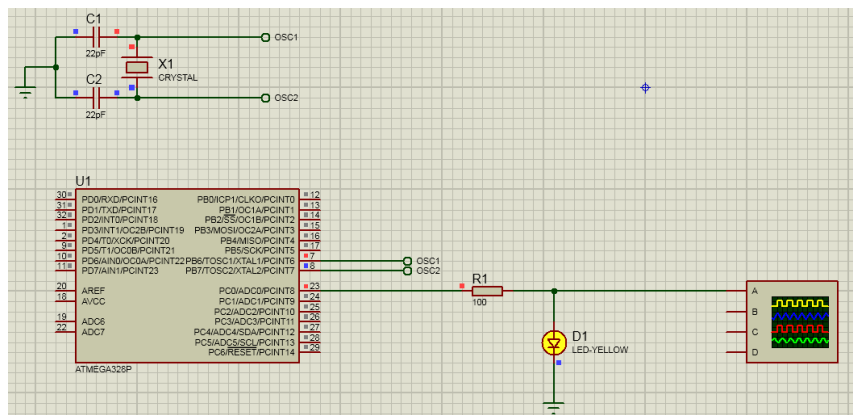 C1
22pF
OSC1
X1
CRYSTAL
C2
22pF
OSC2
U1
30 PD0/RXD/PCINT16 PB0/ICP1/CLKO/PCINT0 12
31 PD1/TXD/PCINT17 PB1/OC1A/PCINT1 13
32 PD2/INT0/PCINT18 PB2/SS/OC1B/PCINT2 14
1 PD3/INT1/OC2B/PCINT19 PB3/MOSI/OC2A/PCINT3 15
2 PD4/T0/XCK/PCINT20 PB4/MISO/PCINT4 16
9 PD5/T1/OC0B/PCINT21 PB5/SCK/PCINT5 17
10 PD6/AIN0/OC0A/PCINT22 PB6/TOSC1/XTAL1/PCINT6 7 OSC1
11 PD7/AIN1/PCINT23 PB7/TOSC2/XTAL2/PCINT7 8 OSC2
20 AREF PC0/ADC0/PCINT8 23
18 AVCC PC1/ADC1/PCINT9 24
PC2/ADC2/PCINT10 25
19 ADC6 PC3/ADC3/PCINT11 26
22 ADC7 PC4/ADC4/SDA/PCINT12 27
PC5/ADC5/SCL/PCINT13 28
PC6/RESET/PCINT14 29
ATMEGA328P
R1
100
D1
LED-YELLOW
A
B
C
D